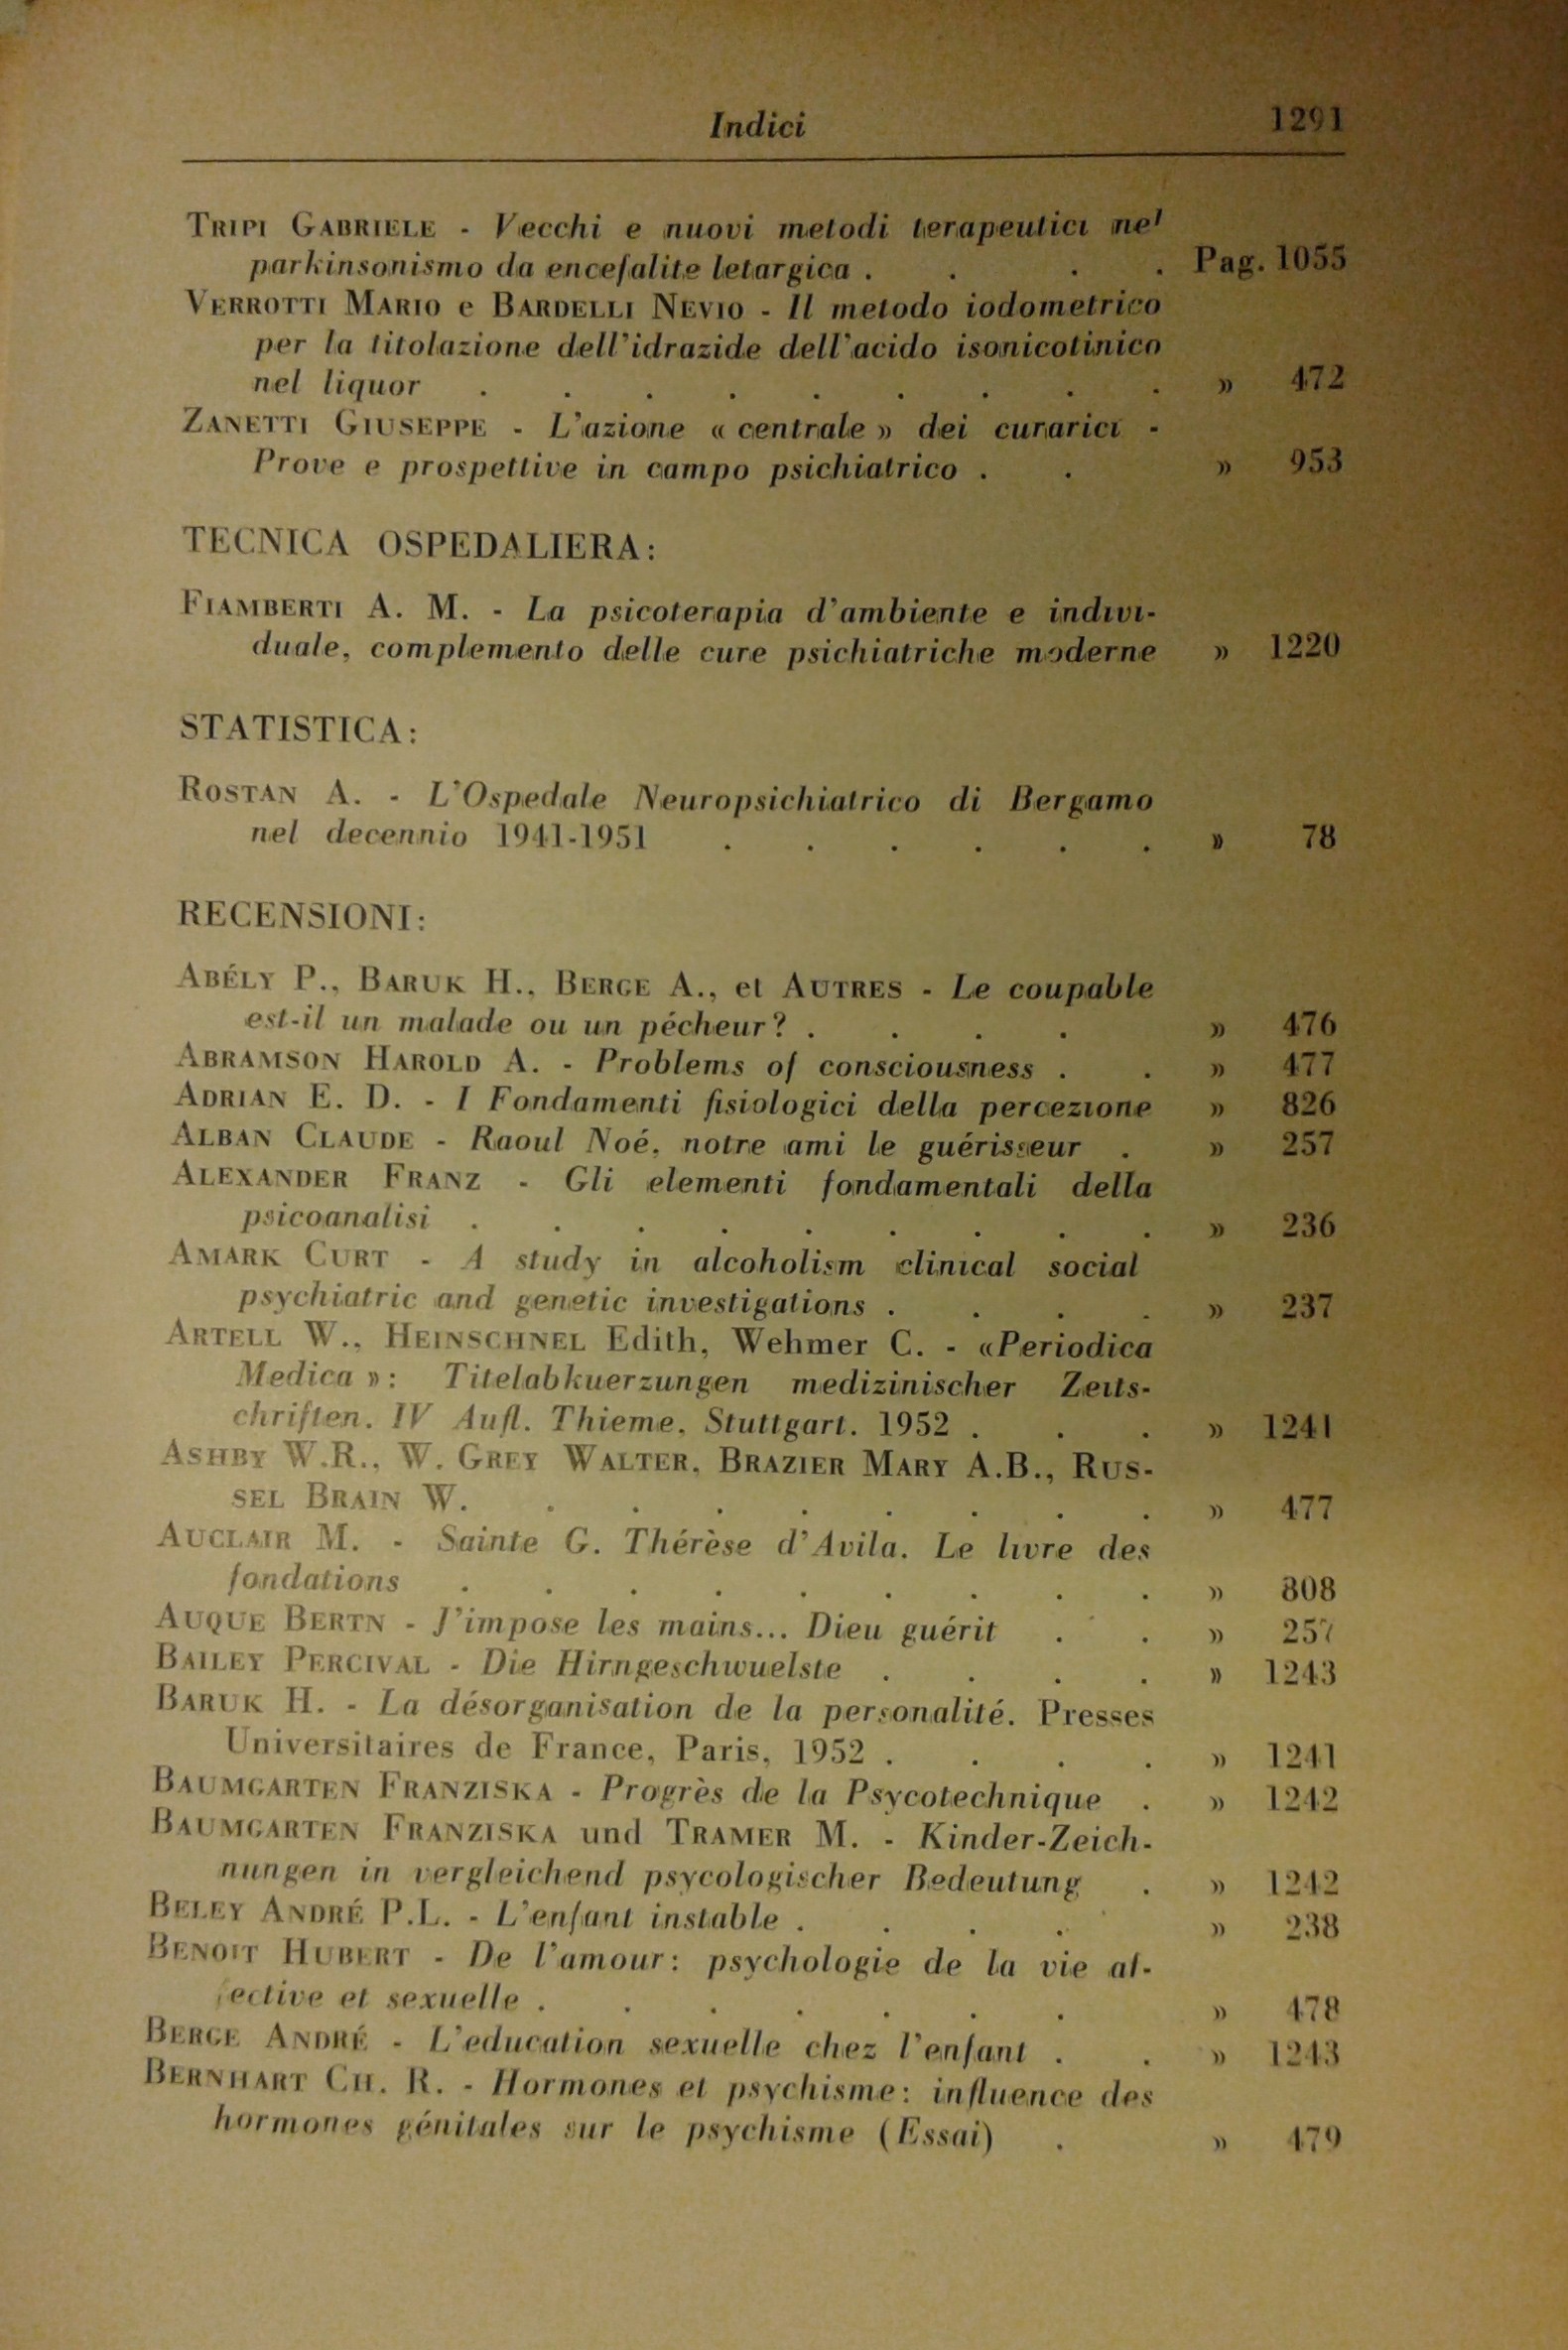 Indici 1291
TRIPI GABRIELE - Vecchi e nuovi metodi terapeutici nel
parkinsonismo da encefalite letargica . . . . Pag. 1055
VERROTTI MARIO e BARDELLI NEVIO - Il metodo iodometrico
per la titolazione dell'idrazide dell'acido isonicotinico
nel liquor . . . . . . . . . » 472
ZANETTI GIUSEPPE - L'azione « centrale » dei curarici -
Prove e prospettive in campo psichiatrico . . » 953
TECNICA OSPEDALIERA:
FIAMBERTI A. M. - La psicoterapia d'ambiente e indivi-
duale, complemento delle cure psichiatriche moderne » 1220
STATISTICA:
ROSTAN A. - L'Ospedale Neuropsichiatrico di Bergamo
nel decennio 1941-1951 . . . . . . » 78
RECENSIONI:
ABÉLY P., BARUK H., BERGE A., et AUTRES - Le coupable
est-il un malade ou un pécheur? . . . . » 476
ABRAMSON HAROLD A. - Problems of consciousness . . » 477
ADRIAN E. D. - I Fondamenti fisiologici della percezione » 826
ALBAN CLAUDE - Raoul Noé, notre ami le guérisseur . » 257
ALEXANDER FRANZ - Gli elementi fondamentali della
psicoanalisi . . . . . . . . . » 236
AMARK CURT - A study in alcoholism clinical social
psychiatric and genetic investigations . . . . » 237
ARTELL W., HEINSCHNEL Edith, Wehmer C. - «Periodica
Medica »: Titelabkuerzungen medizinischer Zeits-
chriften. IV Aufl. Thieme, Stuttgart. 1952 . . . » 1241
ASHBY W.R., W. GREY WALTER, BRAZIER MARY A.B., RUS-
SEL BRAIN W. . . . . . . . . » 477
AUCLAIR M. - Sainte G. Thérèse d'Avila. Le livre des
fondations . . . . . . . . . » 808
AUQUE BERTN - J'impose les mains... Dieu guérit . . » 257
BAILEY PERCIVAL - Die Hirngeschwuelste . . . . » 1243
BARUK H. - La désorganisation de la personalité. Presses
Universitaires de France, Paris, 1952 . . . . » 1241
BAUMGARTEN FRANZISKA - Progrès de la Psycotechnique . » 1242
BAUMGARTEN FRANZISKA und TRAMER M. - Kinder-Zeich-
nungen in vergleichend psycologischer Bedeutung . » 1242
BELEY ANDRÉ P.L. - L'enfant instable . . . . » 238
BENOIT HUBERT - De l'amour: psychologie de la vie af-
fective et sexuelle . . . . . . . » 478
BERGE ANDRÉ - L'education sexuelle chez l'enfant . . » 1243
BERNHART CH. R. - Hormones et psychisme: influence des
hormones génitales sur le psychisme (Essai) . » 479